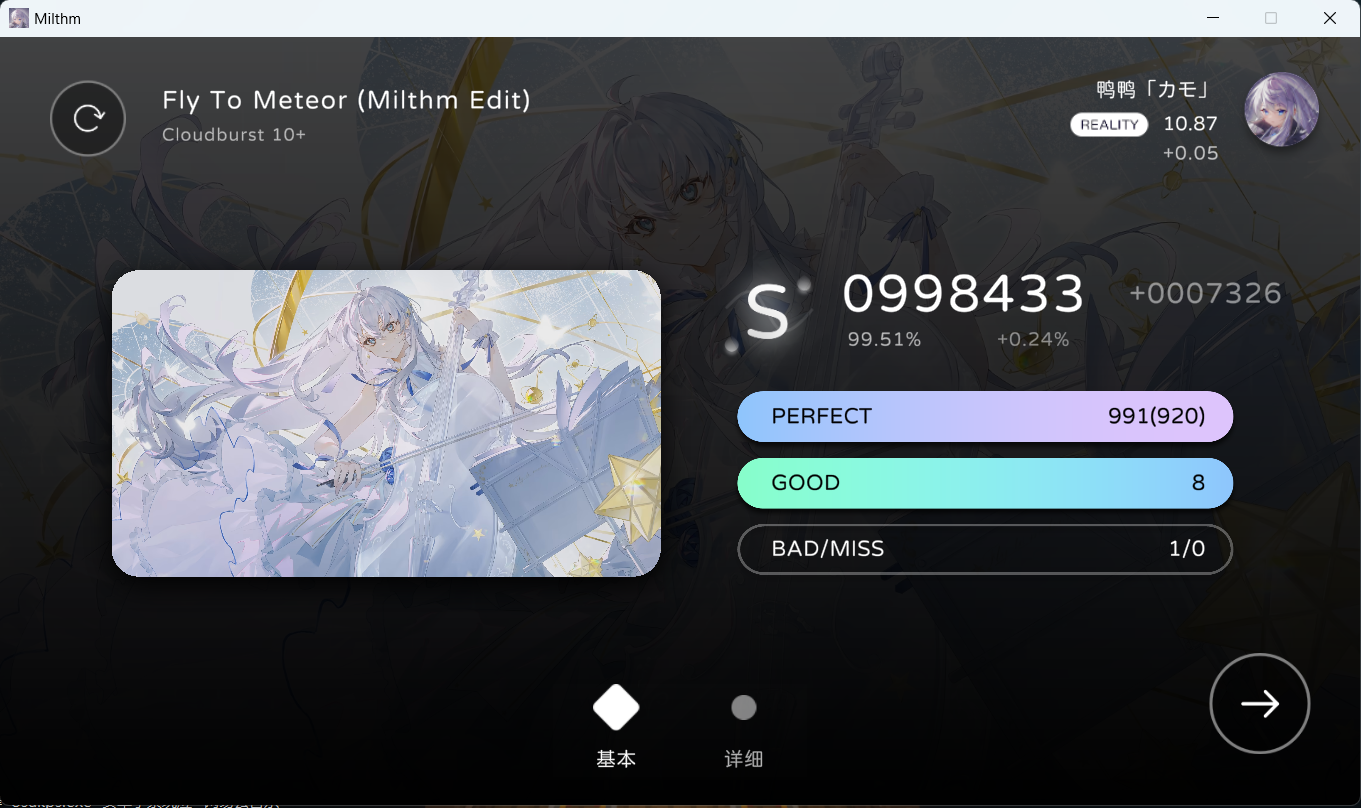 Milthm
Fly To Meteor (Milthm Edit)
Cloudburst 10+
鸭鸭「カモ」
REALITY 10.87
+0.05
S 0998433 +0007326
99.51% +0.24%
PERFECT 991(920)
GOOD 8
BAD/MISS 1/0
基本 详细